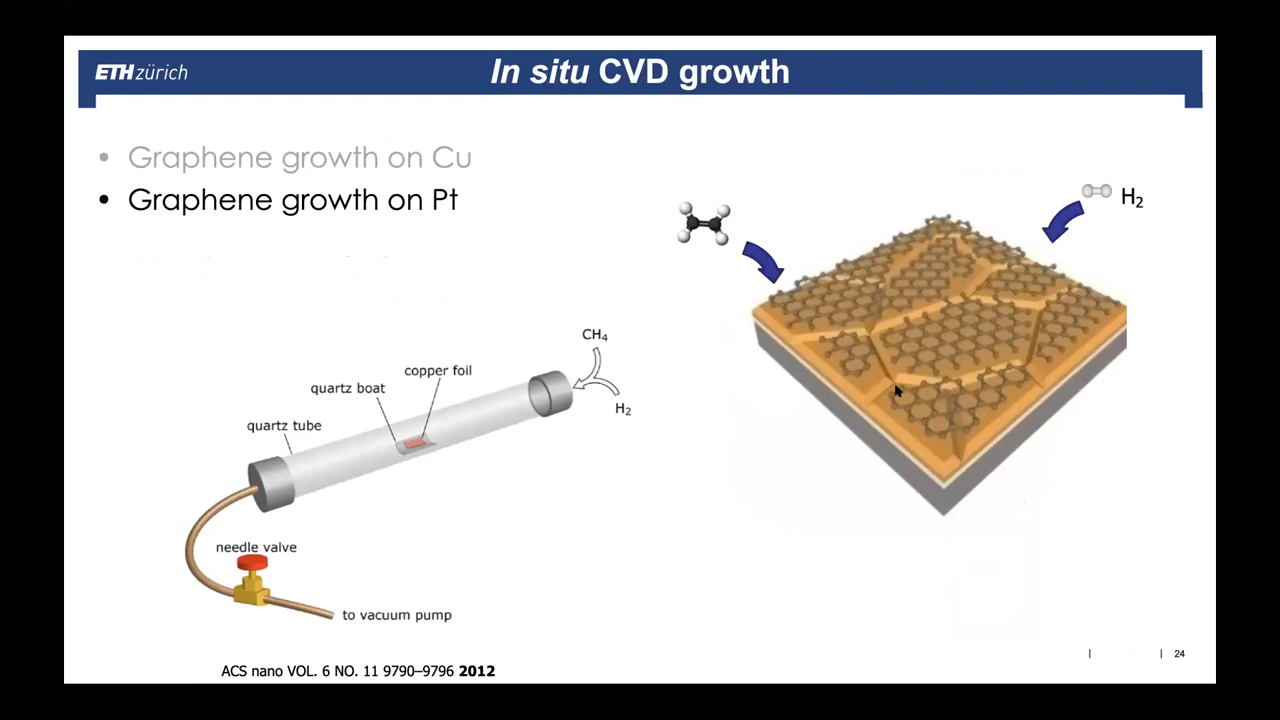 ETH zürich
In situ CVD growth
• Graphene growth on Cu
• Graphene growth on Pt
H₂
CH₄
copper foil
quartz boat
H₂
quartz tube
needle valve
to vacuum pump
ACS nano VOL. 6 NO. 11 9790–9796 2012
| | 24